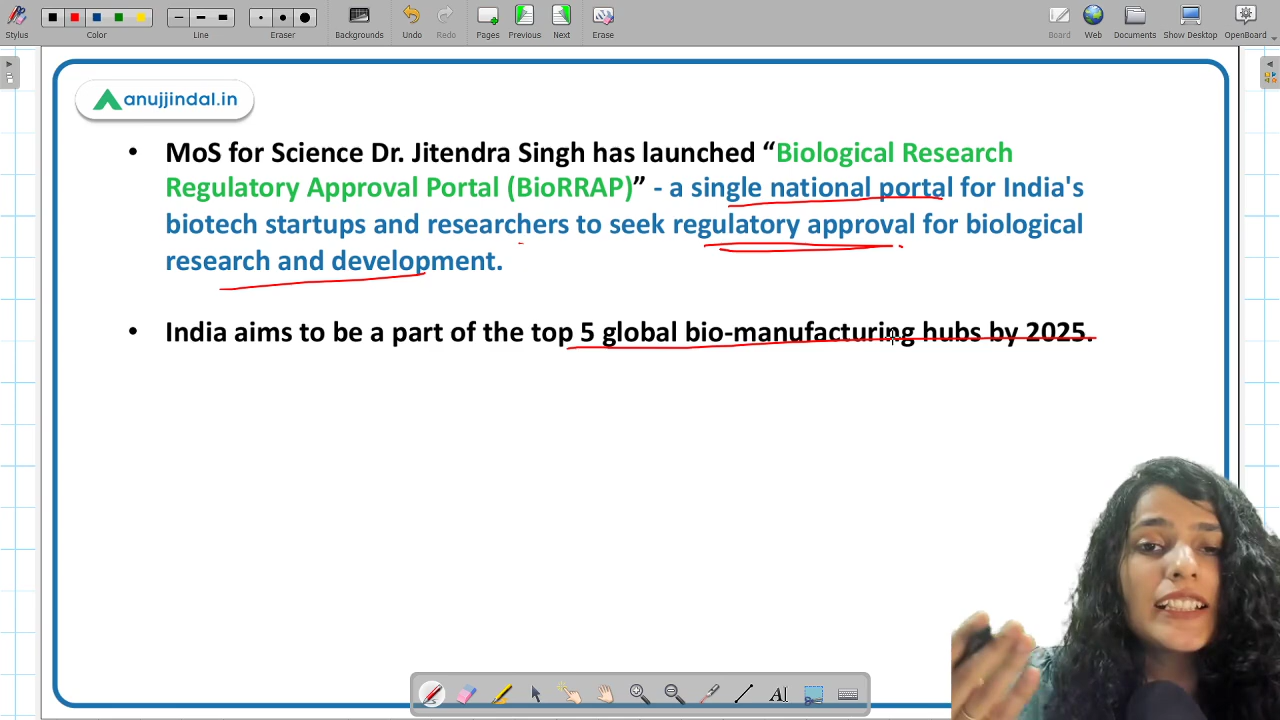 Stylus
Color
Line
Eraser
Backgrounds
Undo
Redo
Pages
Previous
Next
Erase
Board
Web
Documents
Show Desktop
OpenBoard
anujjindal.in
• MoS for Science Dr. Jitendra Singh has launched “Biological Research
Regulatory Approval Portal (BioRRAP)” - a single national portal for India's
biotech startups and researchers to seek regulatory approval for biological
research and development.
• India aims to be a part of the top 5 global bio-manufacturing hubs by 2025.